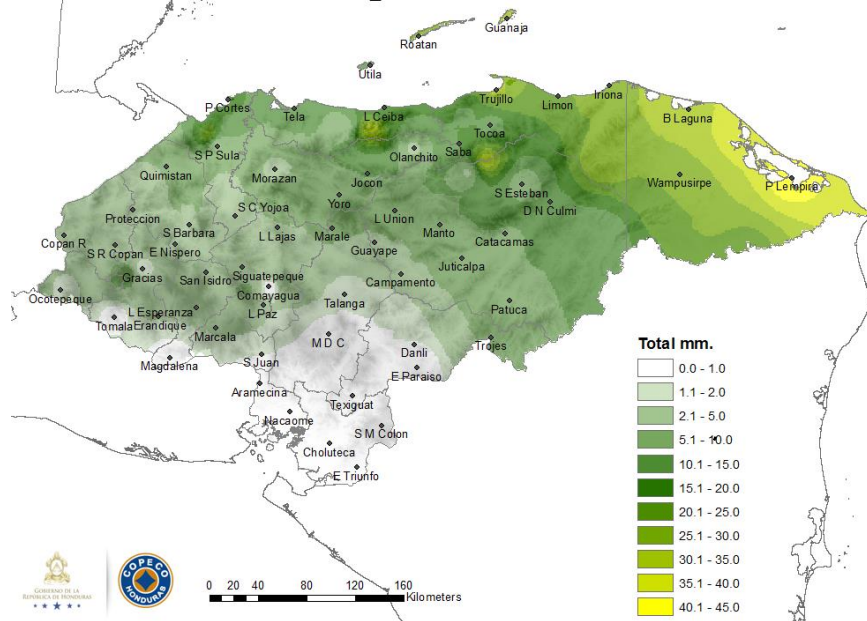 Guanaja
Roatan
Utila
Trujillo
Limon
Iriona
P Cortes
Tela
L Ceiba
B Laguna
Tocoa
Saba
S P Sula
Olanchito
Quimistan
Morazan
Jocon
Wampusirpe
P Lempira
S Esteban
Yoro
D N Culmi
Proteccion
S C Yojoa
L Union
S Barbara
L Lajas
Marale
Manto
Catacamas
Copan R
S R Copan
E Nispero
Guayape
Gracias
San Isidro
Siguatepeque
Juticalpa
Campamento
Comayagua
Ocotepeque
Talanga
L Esperanza
L Paz
Patuca
Tomala
Erandique
Marcala
M D C
Danli
Trojes
Magdalena
S Juan
E Paraiso
Aramecina
Texiguat
Nacaome
S M Colon
Choluteca
E Triunfo
Total mm.
0.0 - 1.0
1.1 - 2.0
2.1 - 5.0
5.1 - 10.0
10.1 - 15.0
15.1 - 20.0
20.1 - 25.0
25.1 - 30.0
30.1 - 35.0
35.1 - 40.0
40.1 - 45.0
GOBIERNO DE LA
REPÚBLICA DE HONDURAS
COPECO
HONDURAS
0 20 40 80 120 160
Kilometers